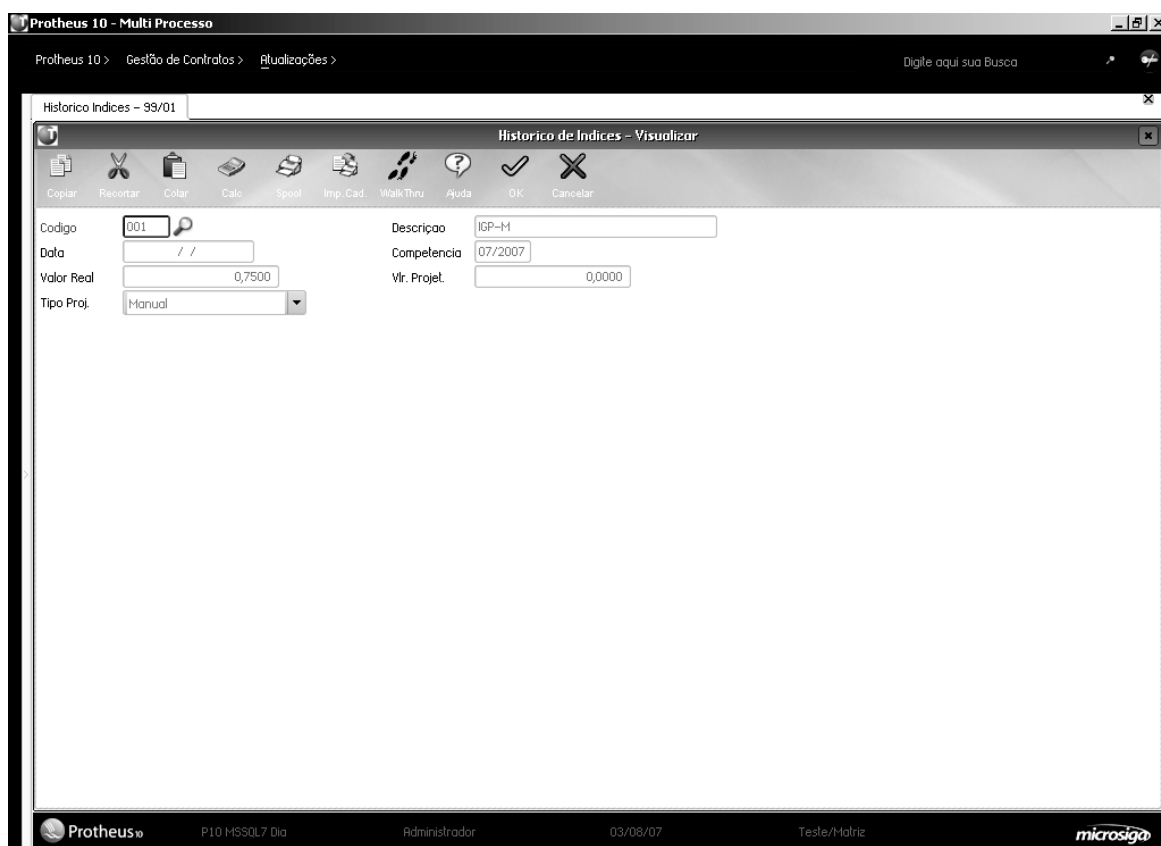 Protheus 10 - Multi Processo
Protheus 10 > Gestão de Contratos > Atualizações > Digite aqui sua Busca
Historico Indices - 99/01
Historico de Indices - Visualizar
Copiar Recortar Colar Calc Spool Imp.Cad. WalkThru Ajuda OK Cancelar
Codigo 001 Descriçao IGP-M
Data / / Competencia 07/2007
Valor Real 0,7500 Vlr. Projet. 0,0000
Tipo Proj. Manual
Protheus10 P10 MSSQL7 Dia Administrador 03/08/07 Teste/Matriz microsiga